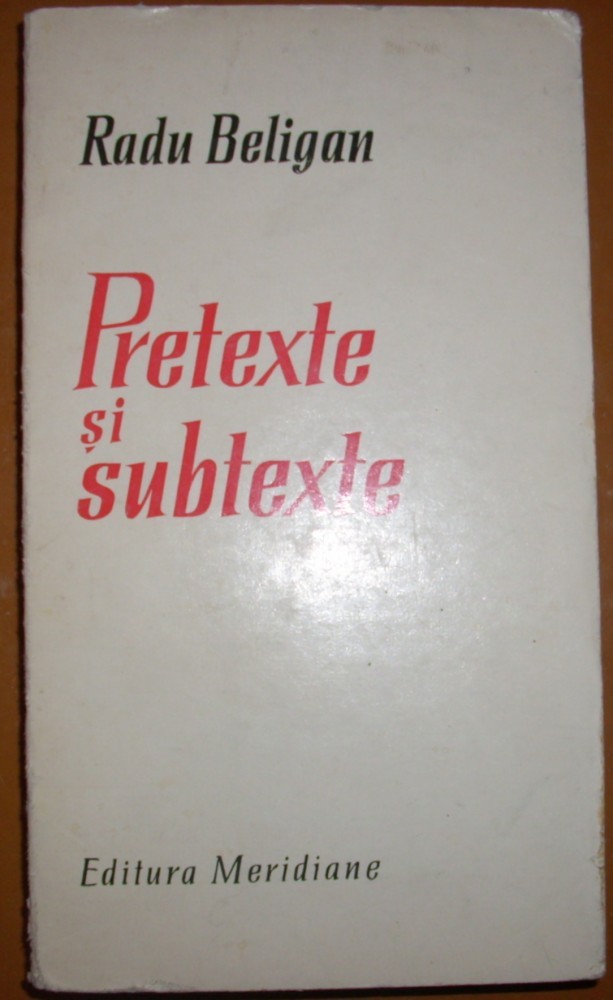 Radu Beligan
Pretexte
și
subtexte
Editura Meridiane